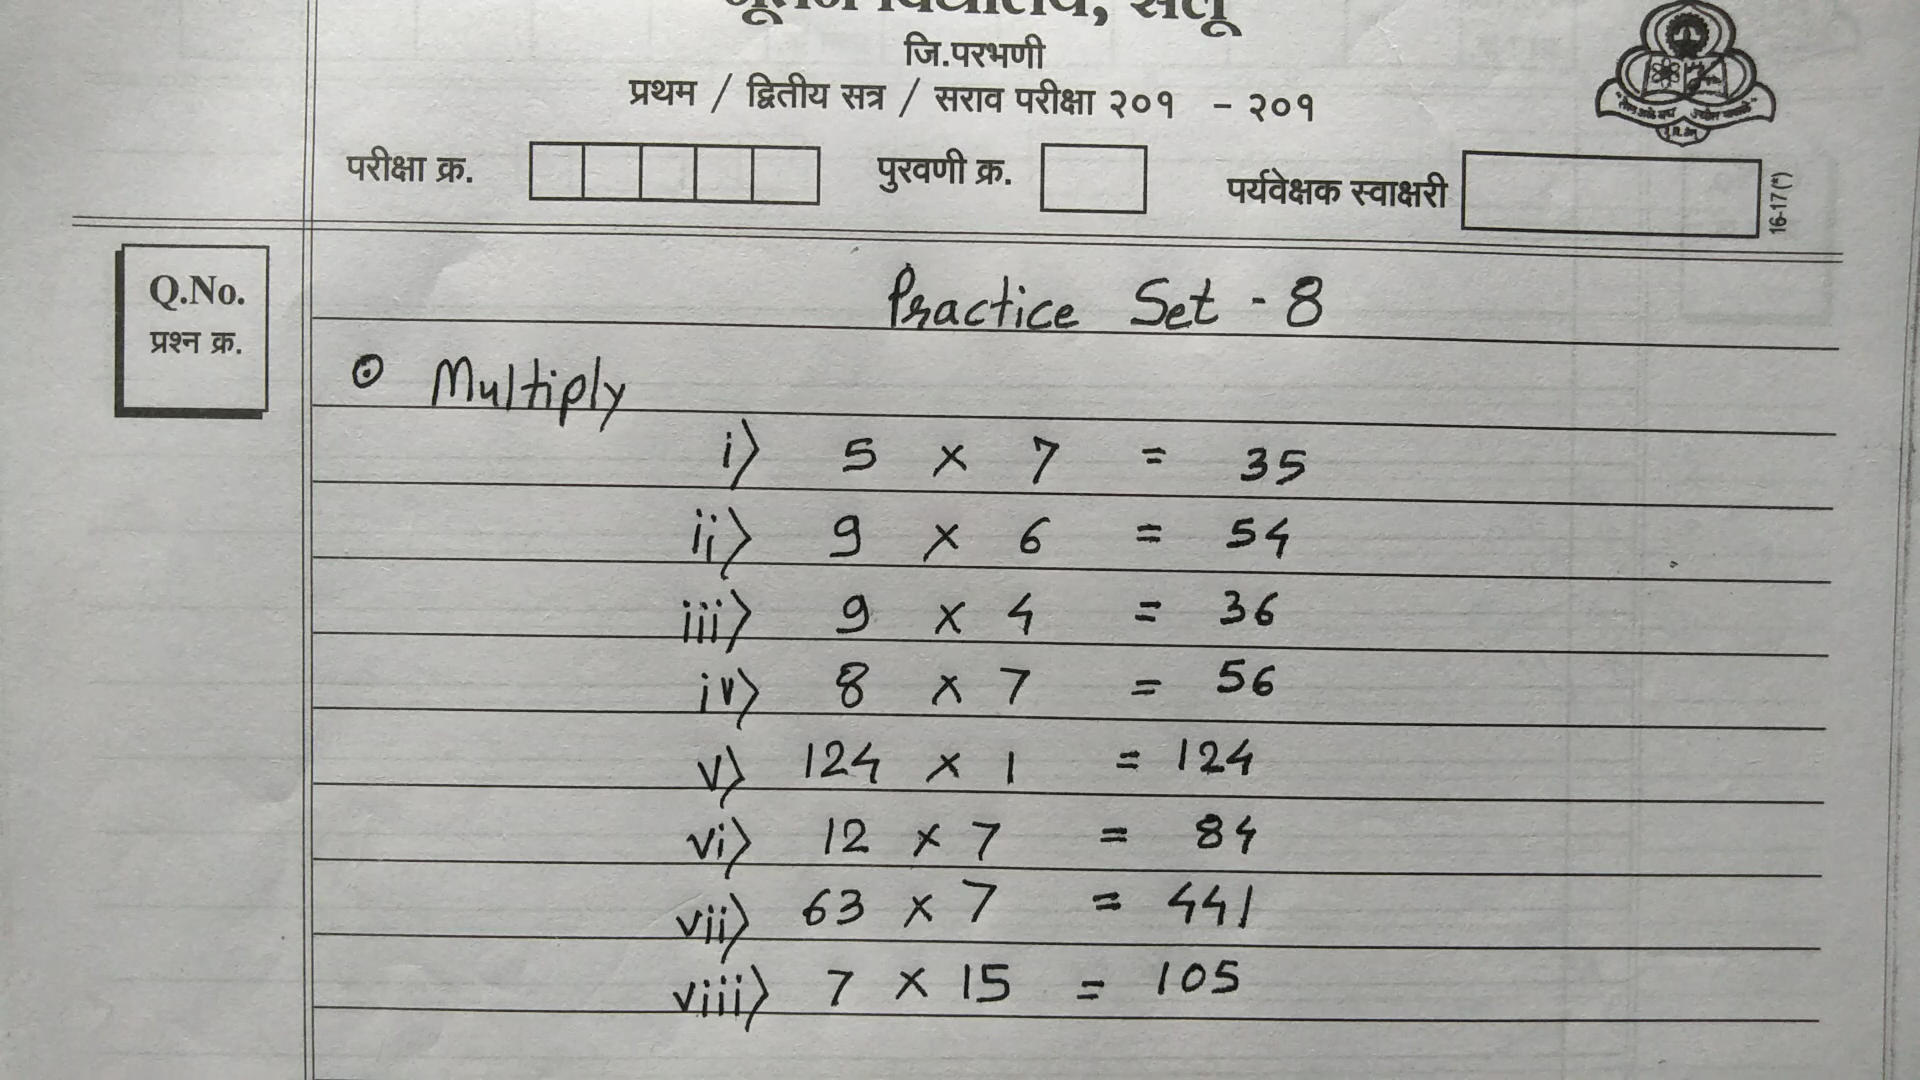 नूतन विद्यालय, सेलू
जि.परभणी
प्रथम / द्वितीय सत्र / सराव परीक्षा २०१ - २०१
परीक्षा क्र. पुरवणी क्र. पर्यवेक्षक स्वाक्षरी
16-17(*)
Q.No.
प्रश्न क्र.
Practice Set - 8
⊙ Multiply
i) 5 × 7 = 35
ii) 9 × 6 = 54
iii) 9 × 4 = 36
iv) 8 × 7 = 56
v) 124 × 1 = 124
vi) 12 × 7 = 84
vii) 63 × 7 = 441
viii) 7 × 15 = 105